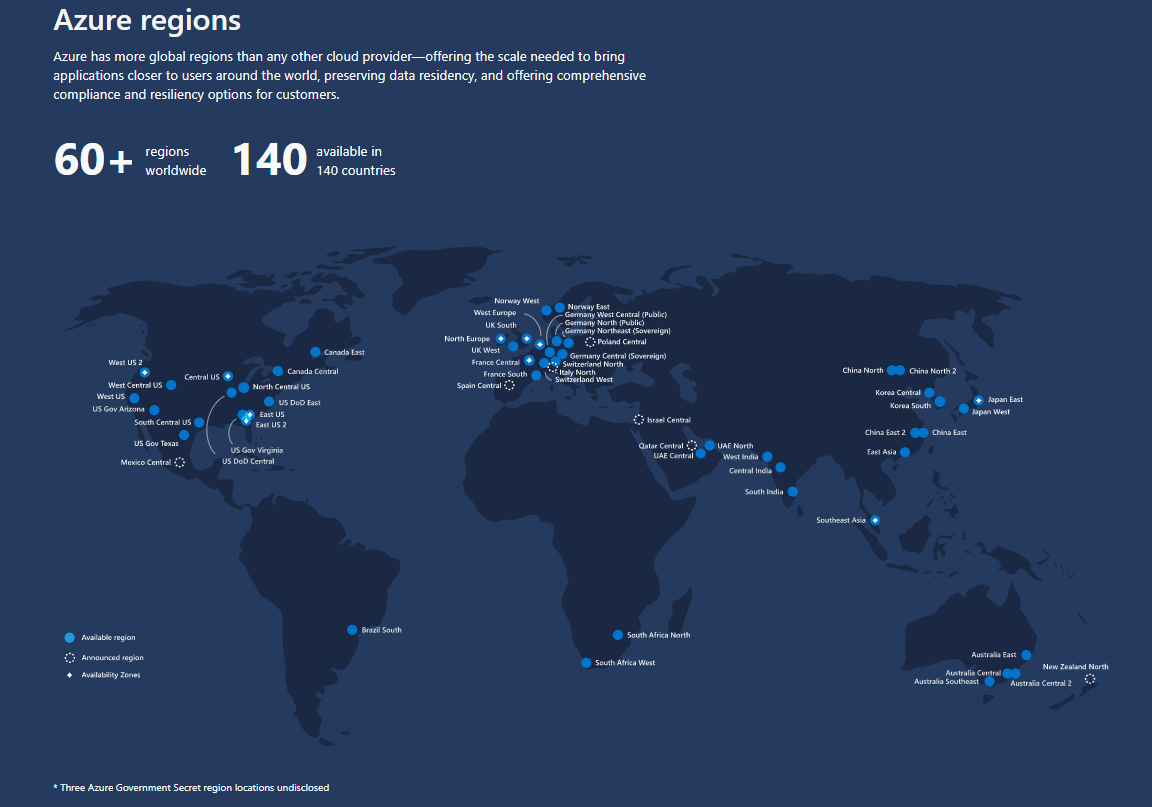 Azure regions
Azure has more global regions than any other cloud provider—offering the scale needed to bring
applications closer to users around the world, preserving data residency, and offering comprehensive
compliance and resiliency options for customers.
60+ regions worldwide
140 available in 140 countries
Norway West
Norway East
West Europe
Germany West Central (Public)
Germany North (Public)
UK South
Germany Northeast (Sovereign)
North Europe
Poland Central
UK West
Germany Central (Sovereign)
France Central
Switzerland North
Italy North
France South
Switzerland West
Spain Central
Canada East
West US 2
Canada Central
Central US
West Central US
North Central US
West US
US DoD East
US Gov Arizona
East US
South Central US
East US 2
US Gov Texas
US Gov Virginia
Mexico Central
US DoD Central
China North
China North 2
Korea Central
Korea South
Japan East
Japan West
Israel Central
China East 2
China East
Qatar Central
UAE North
UAE Central
West India
East Asia
Central India
South India
Southeast Asia
Brazil South
South Africa North
South Africa West
Australia East
New Zealand North
Australia Central
Australia Southeast
Australia Central 2
Available region
Announced region
Availability Zones
* Three Azure Government Secret region locations undisclosed